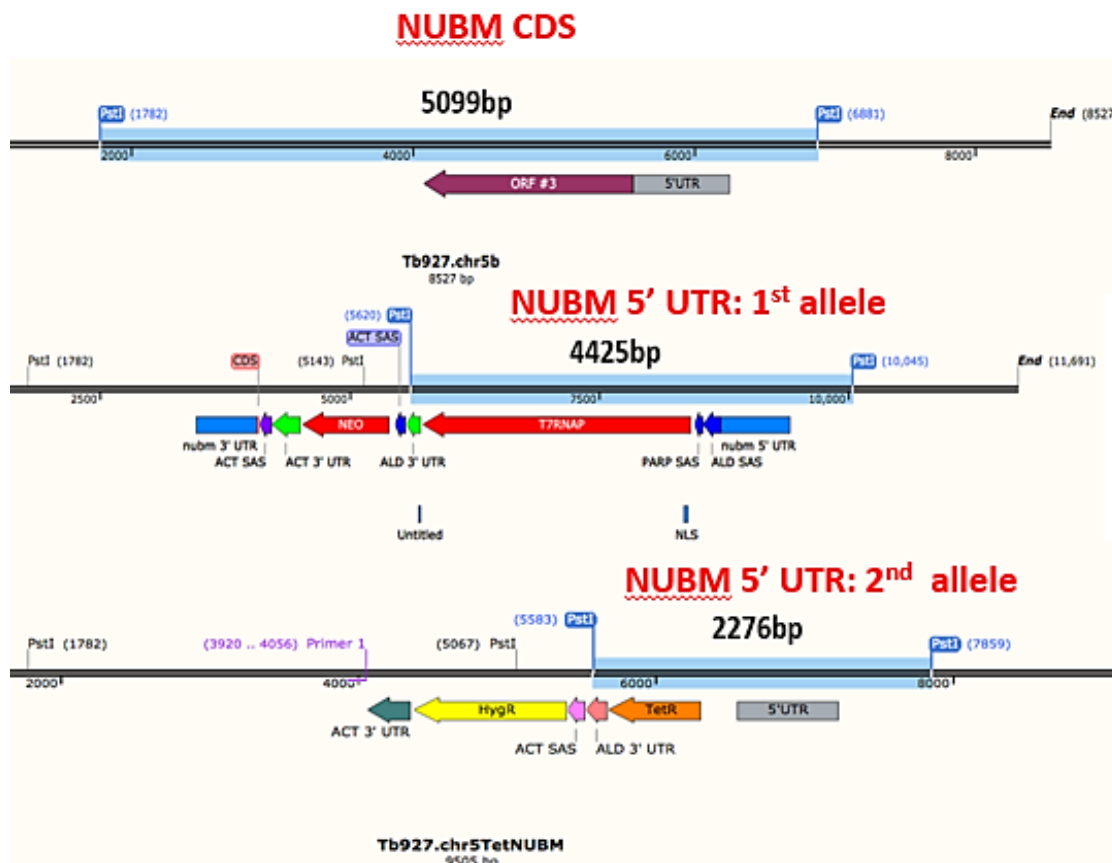 NUBM CDS
5099bp
PstI (1782)
PstI (6881)
End (8527
2000
4000
6000
8000
ORF #3
5'UTR
Tb927.chr5b
8527 bp
NUBM 5' UTR: 1st allele
(5620) PstI
ACT SAS
4425bp
PstI (1782)
CDS
(5143) PstI
PstI (10,045)
End (11,691)
2500
5000
7500
10,000
NEO
T7RNAP
nubm 3' UTR
ALD 3' UTR
PARP SAS
nubm 5' UTR
ACT SAS
ACT 3' UTR
ALD SAS
Untitled
NLS
NUBM 5' UTR: 2nd allele
(5583) PstI
2276bp
PstI (1782)
(3920 .. 4056) Primer 1
(5067) PstI
PstI (7859)
2000
4000
6000
8000
HygR
TetR
5'UTR
ACT 3' UTR
ACT SAS
ALD 3' UTR
Tb927.chr5TetNUBM
9505 bp